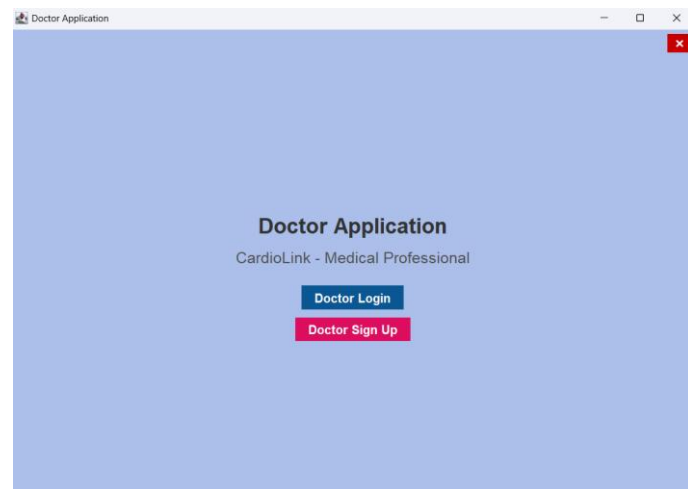 Doctor Application
Doctor Application
CardioLink - Medical Professional
Doctor Login
Doctor Sign Up